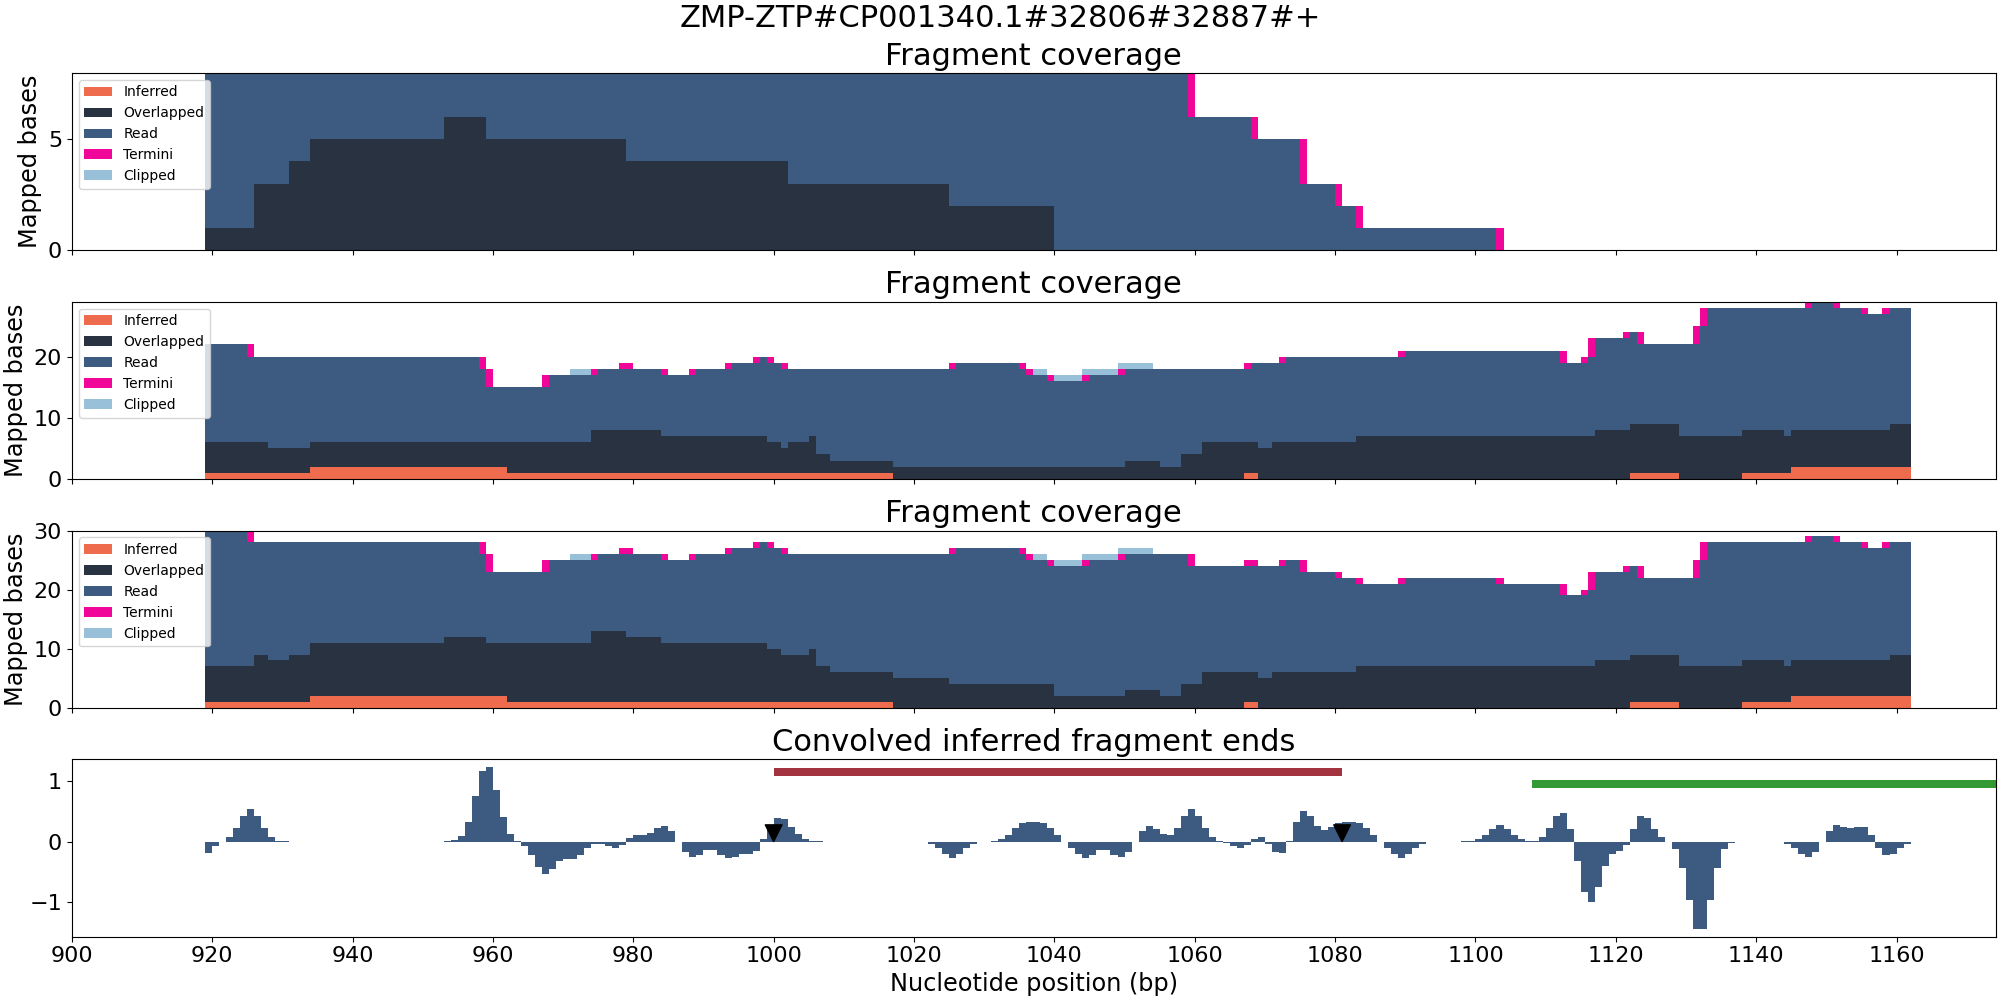 ZMP-ZTP#CP001340.1#32806#32887#+
Fragment coverage
Mapped bases
5
0
Inferred
Overlapped
Read
Termini
Clipped
Fragment coverage
Mapped bases
20
10
0
Inferred
Overlapped
Read
Termini
Clipped
Fragment coverage
Mapped bases
30
20
10
0
Inferred
Overlapped
Read
Termini
Clipped
Convolved inferred fragment ends
1
0
−1
900 920 940 960 980 1000 1020 1040 1060 1080 1100 1120 1140 1160
Nucleotide position (bp)